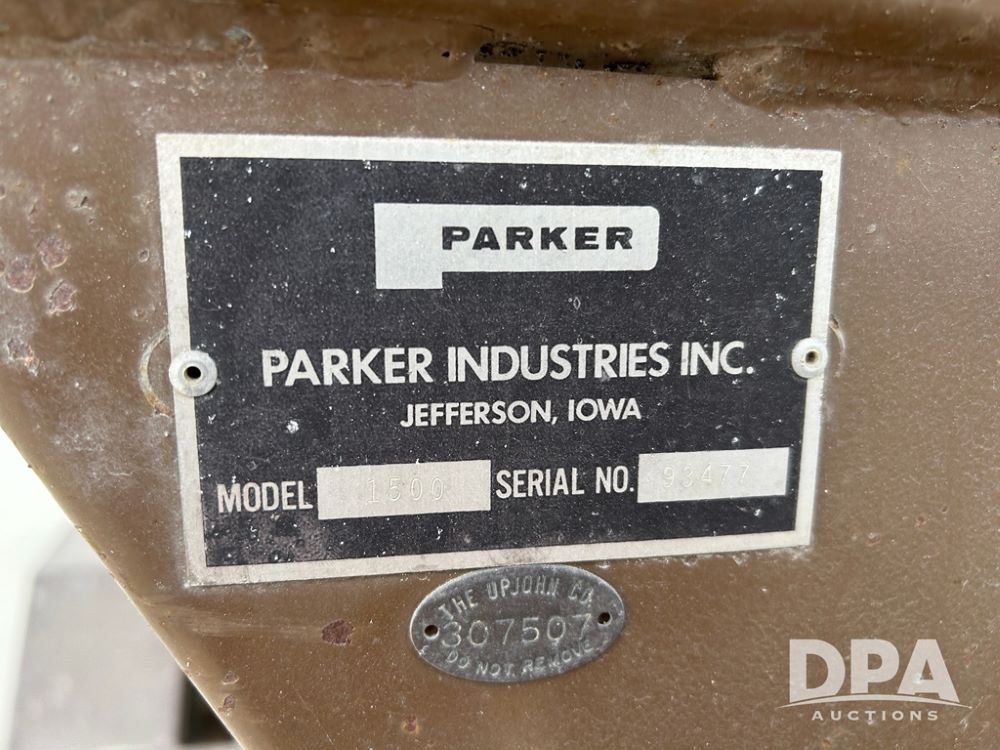 PARKER
PARKER INDUSTRIES INC.
JEFFERSON, IOWA
MODEL 1500 SERIAL NO. 93477
THE UPJOHN CO.
307507
DO NOT REMOVE
DPA
AUCTIONS